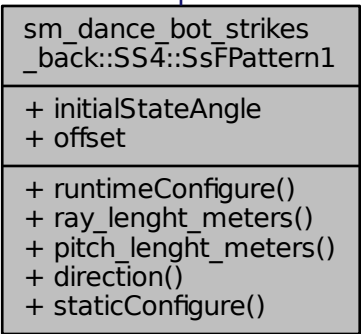 sm_dance_bot_strikes
_back::SS4::SsFPattern1
+ initialStateAngle
+ offset
+ runtimeConfigure()
+ ray_lenght_meters()
+ pitch_lenght_meters()
+ direction()
+ staticConfigure()